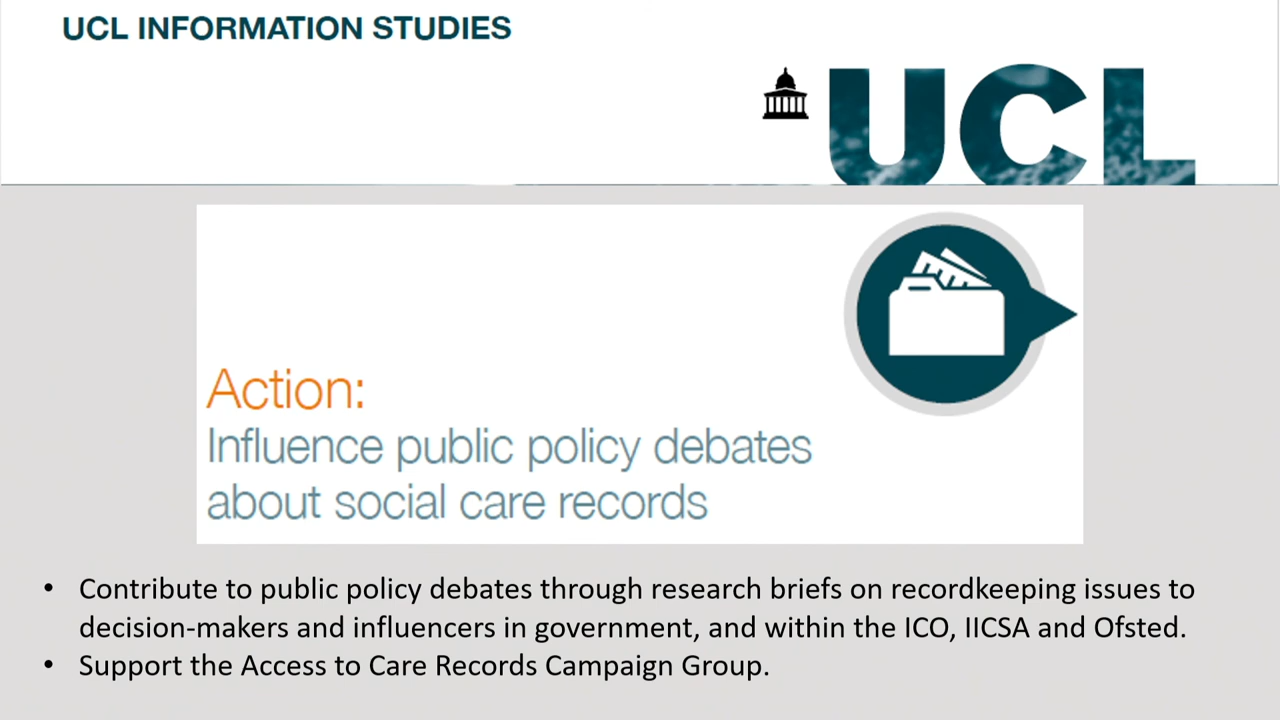 UCL INFORMATION STUDIES
UCL
Action:
Influence public policy debates
about social care records
• Contribute to public policy debates through research briefs on recordkeeping issues to
decision-makers and influencers in government, and within the ICO, IICSA and Ofsted.
• Support the Access to Care Records Campaign Group.